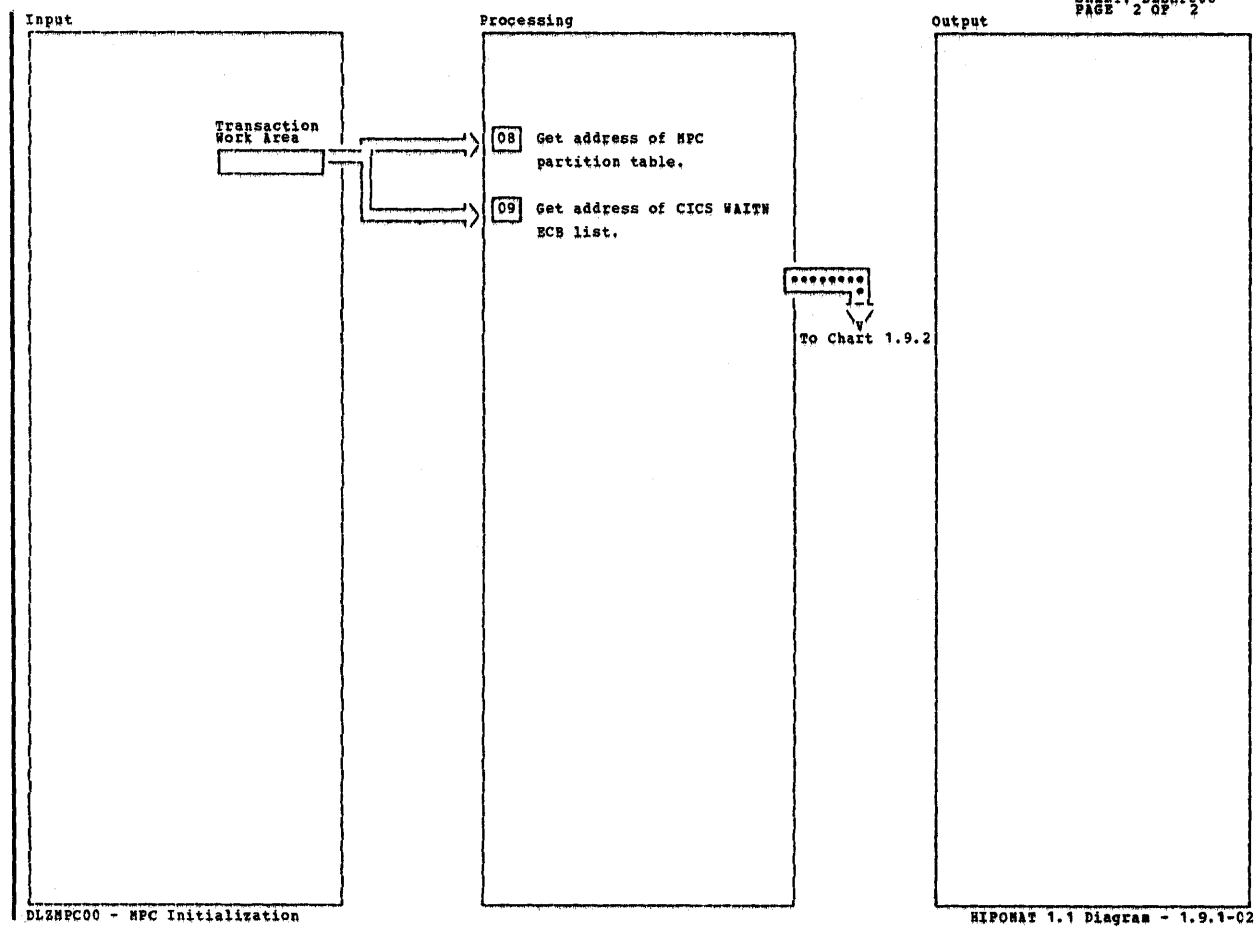 PAGE 2 OF 2
Input
Processing
Output
Transaction
Work Area
08 Get address of MPC
partition table.
09 Get address of CICS WAITW
ECB list.
To Chart 1.9.2
DLZMPC00 - MPC Initialization
HIPOMAT 1.1 Diagram - 1.9.1-02